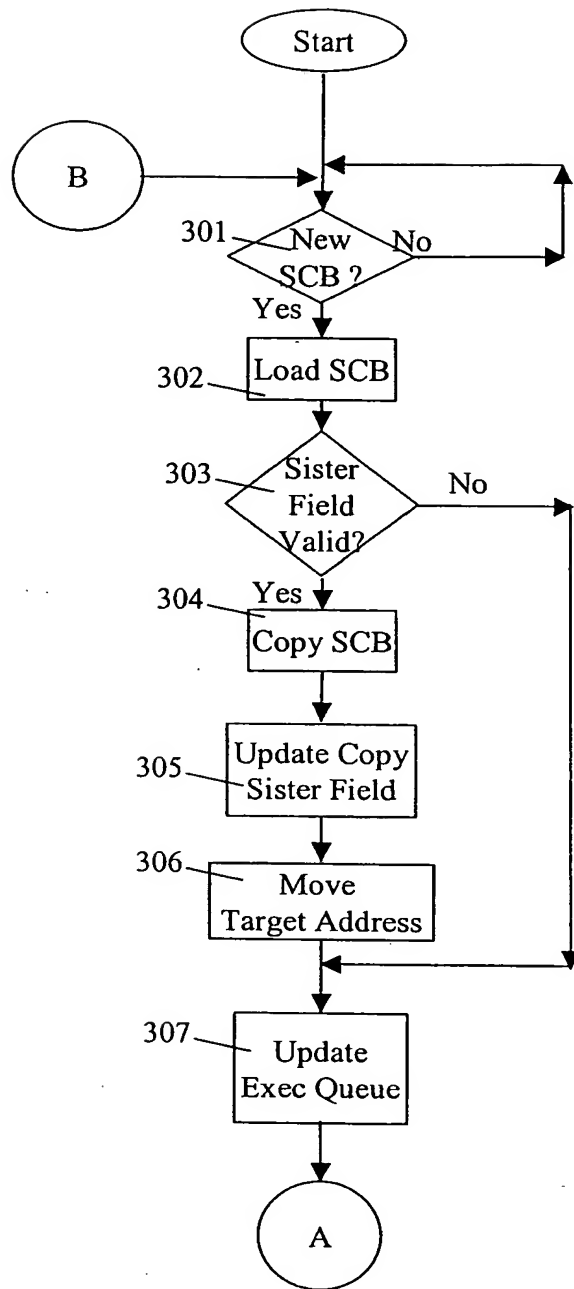 Start
B
301
New
SCB ?
No
Yes
302
Load SCB
303
Sister
Field
Valid?
No
Yes
304
Copy SCB
305
Update Copy
Sister Field
306
Move
Target Address
307
Update
Exec Queue
A